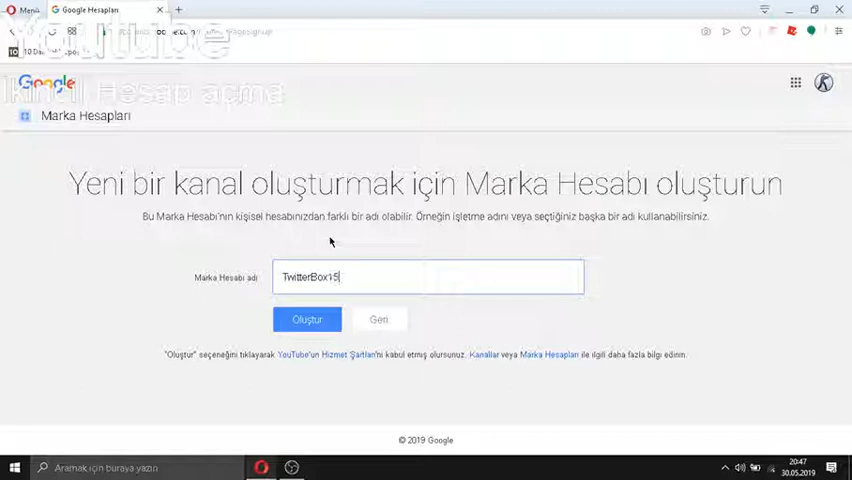 Menü
Google Hesapları
Youtube
Google
İkincil Hesap açma
Marka Hesapları
Yeni bir kanal oluşturmak için Marka Hesabı oluşturun
Bu Marka Hesabı'nın kişisel hesabınızdan farklı bir adı olabilir. Örneğin işletme adını veya seçtiğiniz başka bir adı kullanabilirsiniz.
Marka Hesabı adı
TwitterBox15
Oluştur
Geri
"Oluştur" seçeneğini tıklayarak YouTube'un Hizmet Şartları'nı kabul etmiş olursunuz. Kanallar veya Marka Hesapları ile ilgili daha fazla bilgi edinin.
© 2019 Google
Aramak için buraya yazın
20:47
30.05.2019